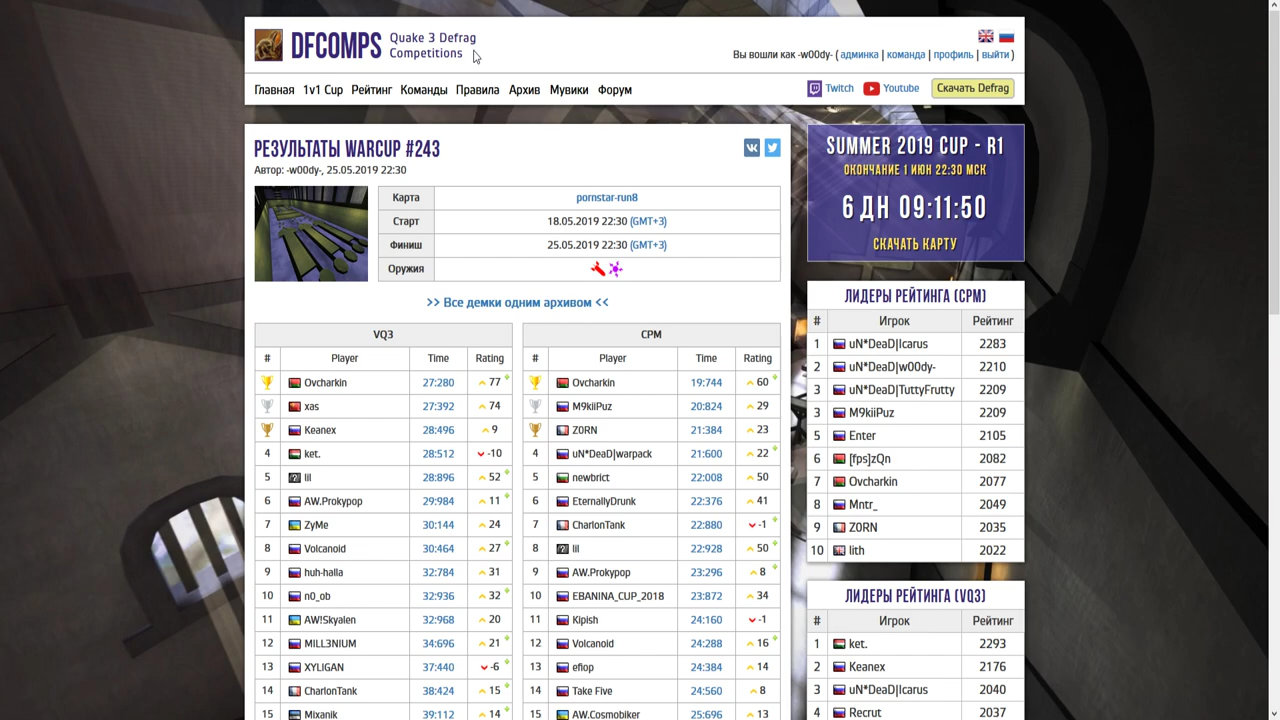 DFCOMPS
Quake 3 Defrag
Competitions
Вы вошли как -w00dy- ( админка | команда | профиль | выйти )
Главная 1v1 Cup Рейтинг Команды Правила Архив Мувики Форум
Twitch Youtube Скачать Defrag
РЕЗУЛЬТАТЫ WARCUP #243
Автор: -w00dy-, 25.05.2019 22:30
Карта pornstar-run8
Старт 18.05.2019 22:30 (GMT+3)
Финиш 25.05.2019 22:30 (GMT+3)
Оружия
>> Все демки одним архивом <<
VQ3
# Player Time Rating
Ovcharkin 27:280 77
xas 27:392 74
Keanex 28:496 9
4 ket. 28:512 -10
5 lil 28:896 52
6 AW.Prokypop 29:984 11
7 ZyMe 30:144 24
8 Volcanoid 30:464 27
9 huh-halla 32:784 31
10 n0_ob 32:936 32
11 AW!Skyalen 32:968 20
12 MILL3NIUM 34:696 21
13 XYLIGAN 37:440 -6
14 CharlonTank 38:424 15
15 Mixanik 39:112 14
CPM
# Player Time Rating
Ovcharkin 19:744 60
M9kiiPuz 20:824 29
Z0RN 21:384 23
4 uN*DeaD|warpack 21:600 22
5 newbrict 22:008 50
6 EternallyDrunk 22:376 41
7 CharlonTank 22:880 -1
8 lil 22:928 50
9 AW.Prokypop 23:296 8
10 EBANINA_CUP_2018 23:872 34
11 Kipish 24:160 -1
12 Volcanoid 24:288 16
13 efiop 24:384 14
14 Take Five 24:560 8
15 AW.Cosmobiker 25:696 13
SUMMER 2019 CUP - R1
ОКОНЧАНИЕ 1 ИЮН 22:30 МСК
6 ДН 09:11:50
СКАЧАТЬ КАРТУ
ЛИДЕРЫ РЕЙТИНГА (CPM)
# Игрок Рейтинг
1 uN*DeaD|Icarus 2283
2 uN*DeaD|w00dy- 2210
3 uN*DeaD|TuttyFrutty 2209
3 M9kiiPuz 2209
5 Enter 2105
6 [fps]zQn 2082
7 Ovcharkin 2077
8 Mntr_ 2049
9 Z0RN 2035
10 lith 2022
ЛИДЕРЫ РЕЙТИНГА (VQ3)
# Игрок Рейтинг
1 ket. 2293
2 Keanex 2176
3 uN*DeaD|Icarus 2040
4 Recrut 2037